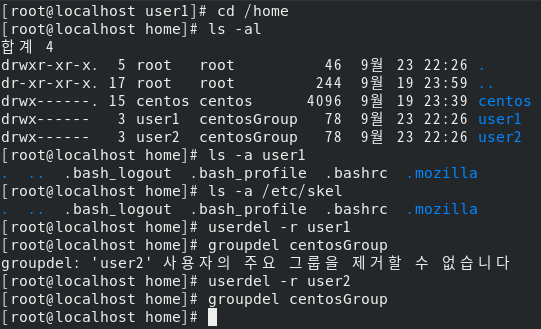 [root@localhost user1]# cd /home
[root@localhost home]# ls -al
합계 4
drwxr-xr-x.  5 root   root          46  9월 23 22:26 .
dr-xr-xr-x. 17 root   root         244  9월 19 23:59 ..
drwx------. 15 centos centos      4096  9월 19 23:39 centos
drwx------   3 user1  centosGroup   78  9월 23 22:26 user1
drwx------   3 user2  centosGroup   78  9월 23 22:26 user2
[root@localhost home]# ls -a user1
.  ..  .bash_logout  .bash_profile  .bashrc  .mozilla
[root@localhost home]# ls -a /etc/skel
.  ..  .bash_logout  .bash_profile  .bashrc  .mozilla
[root@localhost home]# userdel -r user1
[root@localhost home]# groupdel centosGroup
groupdel: 'user2' 사용자의 주요 그룹을 제거할 수 없습니다
[root@localhost home]# userdel -r user2
[root@localhost home]# groupdel centosGroup
[root@localhost home]#